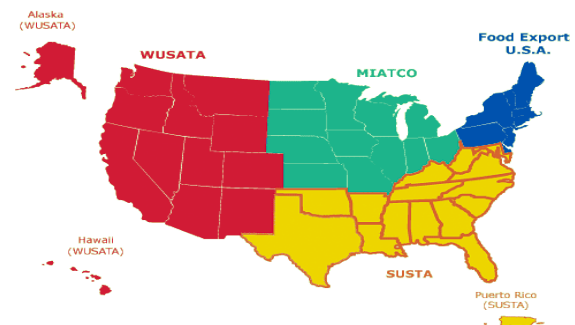 Alaska
(WUSATA)
WUSATA
MIATCO
Food Export
U.S.A.
Hawaii
(WUSATA)
SUSTA
Puerto Rico
(SUSTA)